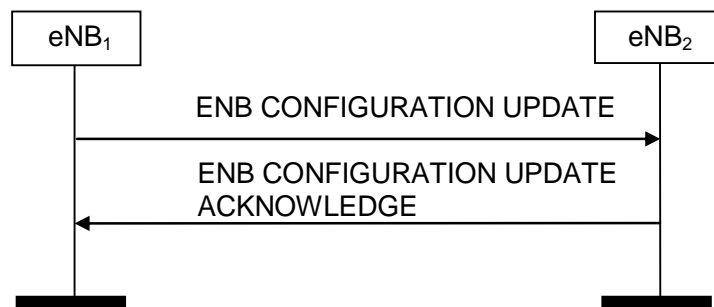 eNB₁
eNB₂
ENB CONFIGURATION UPDATE
ENB CONFIGURATION UPDATE
ACKNOWLEDGE